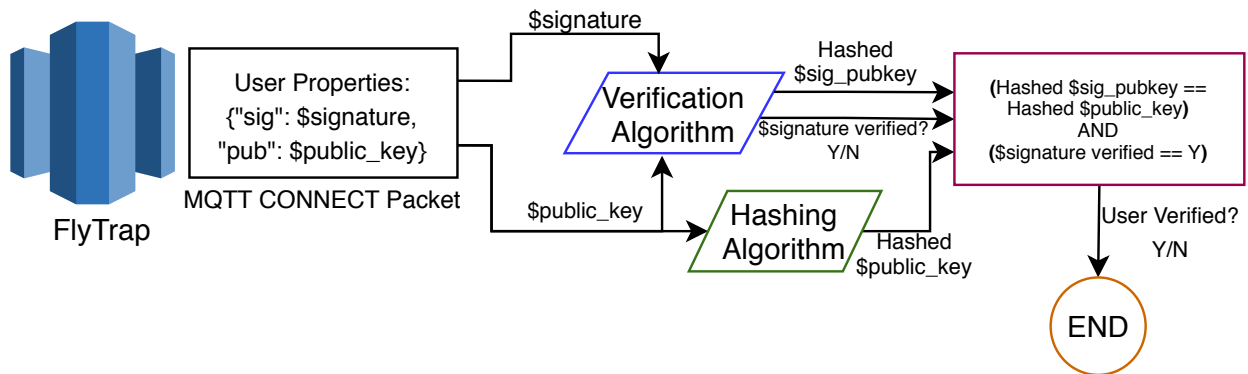 FlyTrap
User Properties:
{"sig": $signature,
"pub": $public_key}
MQTT CONNECT Packet
$signature
$public_key
Verification
Algorithm
Hashing
Algorithm
Hashed
$sig_pubkey
$signature verified?
Y/N
Hashed
$public_key
(Hashed $sig_pubkey ==
Hashed $public_key)
AND
($signature verified == Y)
User Verified?
Y/N
END